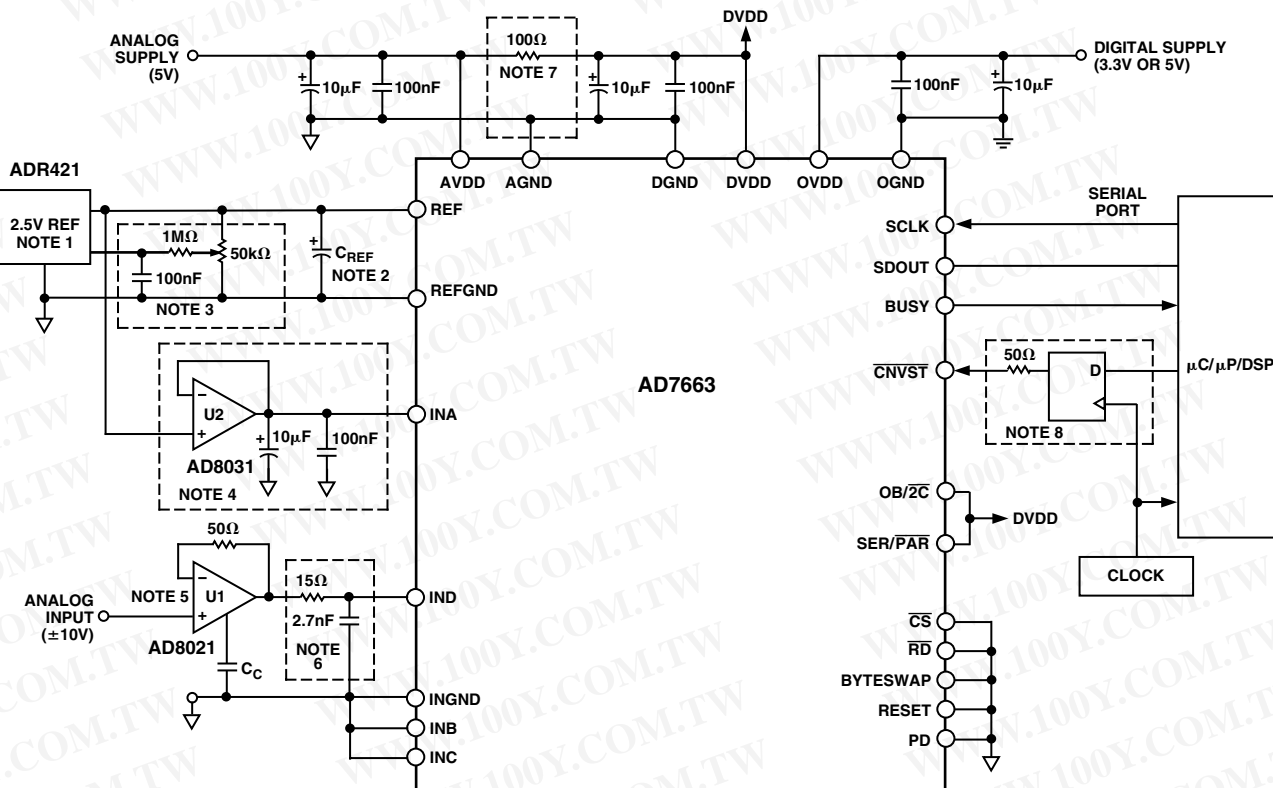 ANALOG
SUPPLY
(5V)
100Ω
NOTE 7
DVDD
DIGITAL SUPPLY
(3.3V OR 5V)
+
10μF
100nF
+
10μF
100nF
100nF
+
10μF
ADR421
AVDD
AGND
DGND
DVDD
OVDD
OGND
2.5V REF
NOTE 1
1MΩ
50kΩ
100nF
NOTE 3
+
CREF
NOTE 2
REF
REFGND
SERIAL
PORT
SCLK
SDOUT
BUSY
CNVST
50Ω
D
NOTE 8
μC/μP/DSP
AD7663
−
U2
+
AD8031
NOTE 4
+
10μF
100nF
INA
OB/2C
SER/PAR
DVDD
CLOCK
50Ω
ANALOG
INPUT
(±10V)
NOTE 5
−
U1
+
AD8021
CC
15Ω
2.7nF
NOTE
6
IND
INGND
INB
INC
CS
RD
BYTESWAP
RESET
PD
WWW.100Y.COM.TW